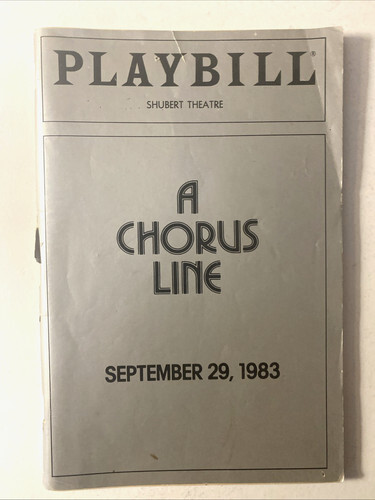 PLAYBILL®
SHUBERT THEATRE
A
CHORUS
LINE
SEPTEMBER 29, 1983